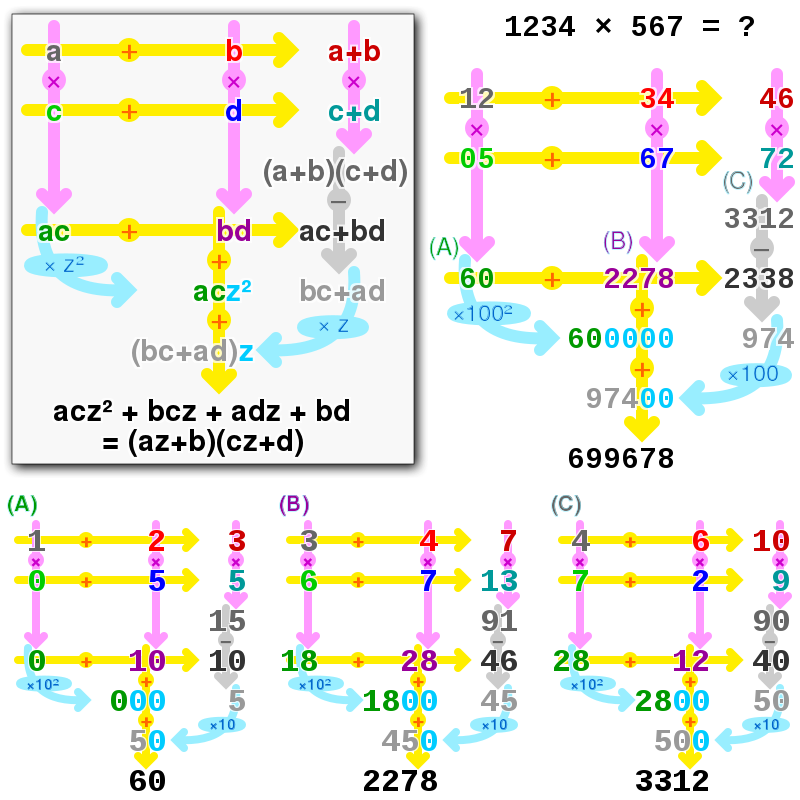 a + b a+b
× × ×
c + d c+d
(a+b)(c+d)
−
ac + bd ac+bd
× z² +
acz² bc+ad
+ × z
(bc+ad)z
acz² + bcz + adz + bd
= (az+b)(cz+d)
1234 × 567 = ?
12 + 34 46
× × ×
05 + 67 72
(C)
3312
(A) (B) −
60 + 2278 2338
×100² +
600000 974
+ ×100
97400
699678
(A)
1 + 2 3
× × ×
0 + 5 5
15
−
0 + 10 10
×10² +
000 5
+ ×10
50
60
(B)
3 + 4 7
× × ×
6 + 7 13
91
−
18 + 28 46
×10² +
1800 45
+ ×10
450
2278
(C)
4 + 6 10
× × ×
7 + 2 9
90
−
28 + 12 40
×10² +
2800 50
+ ×10
500
3312